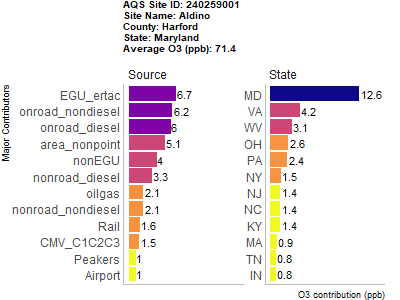 AQS Site ID: 240259001
Site Name: Aldino
County: Harford
State: Maryland
Average O3 (ppb): 71.4
Major Contributors
Source
EGU_ertac 6.7
onroad_nondiesel 6.2
onroad_diesel 6
area_nonpoint 5.1
nonEGU 4
nonroad_diesel 3.3
oilgas 2.1
nonroad_nondiesel 2.1
Rail 1.6
CMV_C1C2C3 1.5
Peakers 1
Airport 1
State
MD 12.6
VA 4.2
WV 3.1
OH 2.6
PA 2.4
NY 1.5
NJ 1.4
NC 1.4
KY 1.4
MA 0.9
TN 0.8
IN 0.8
O3 contribution (ppb)